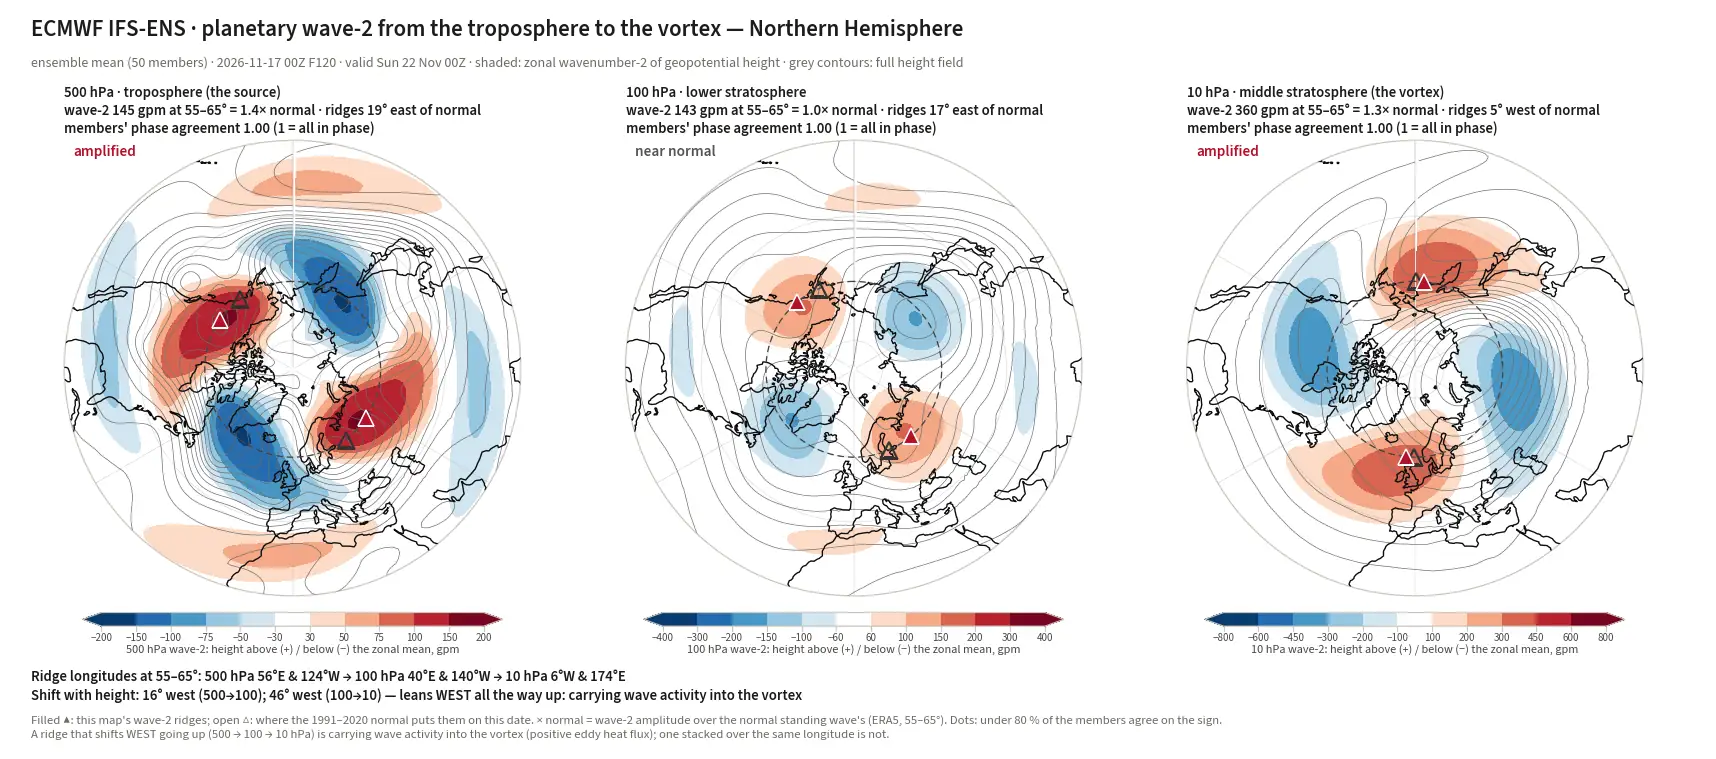 ECMWF IFS-ENS · planetary wave-2 from the troposphere to the vortex — Northern Hemisphere
ensemble mean (50 members) · 2026-11-17 00Z F120 · valid Sun 22 Nov 00Z · shaded: zonal wavenumber-2 of geopotential height · grey contours: full height field
500 hPa · troposphere (the source)
wave-2 145 gpm at 55–65° = 1.4× normal · ridges 19° east of normal
members' phase agreement 1.00 (1 = all in phase)
amplified
100 hPa · lower stratosphere
wave-2 143 gpm at 55–65° = 1.0× normal · ridges 17° east of normal
members' phase agreement 1.00 (1 = all in phase)
near normal
10 hPa · middle stratosphere (the vortex)
wave-2 360 gpm at 55–65° = 1.3× normal · ridges 5° west of normal
members' phase agreement 1.00 (1 = all in phase)
amplified
−200 −150 −100 −75 −50 −30 30 50 75 100 150 200
500 hPa wave-2: height above (+) / below (−) the zonal mean, gpm
−400 −300 −200 −150 −100 −60 60 100 150 200 300 400
100 hPa wave-2: height above (+) / below (−) the zonal mean, gpm
−800 −600 −450 −300 −200 −100 100 200 300 450 600 800
10 hPa wave-2: height above (+) / below (−) the zonal mean, gpm
Ridge longitudes at 55–65°: 500 hPa 56°E & 124°W → 100 hPa 40°E & 140°W → 10 hPa 6°W & 174°E
Shift with height: 16° west (500→100); 46° west (100→10) — leans WEST all the way up: carrying wave activity into the vortex
Filled ▲: this map's wave-2 ridges; open △: where the 1991–2020 normal puts them on this date. × normal = wave-2 amplitude over the normal standing wave's (ERA5, 55–65°). Dots: under 80 % of the members agree on the sign.
A ridge that shifts WEST going up (500 → 100 → 10 hPa) is carrying wave activity into the vortex (positive eddy heat flux); one stacked over the same longitude is not.